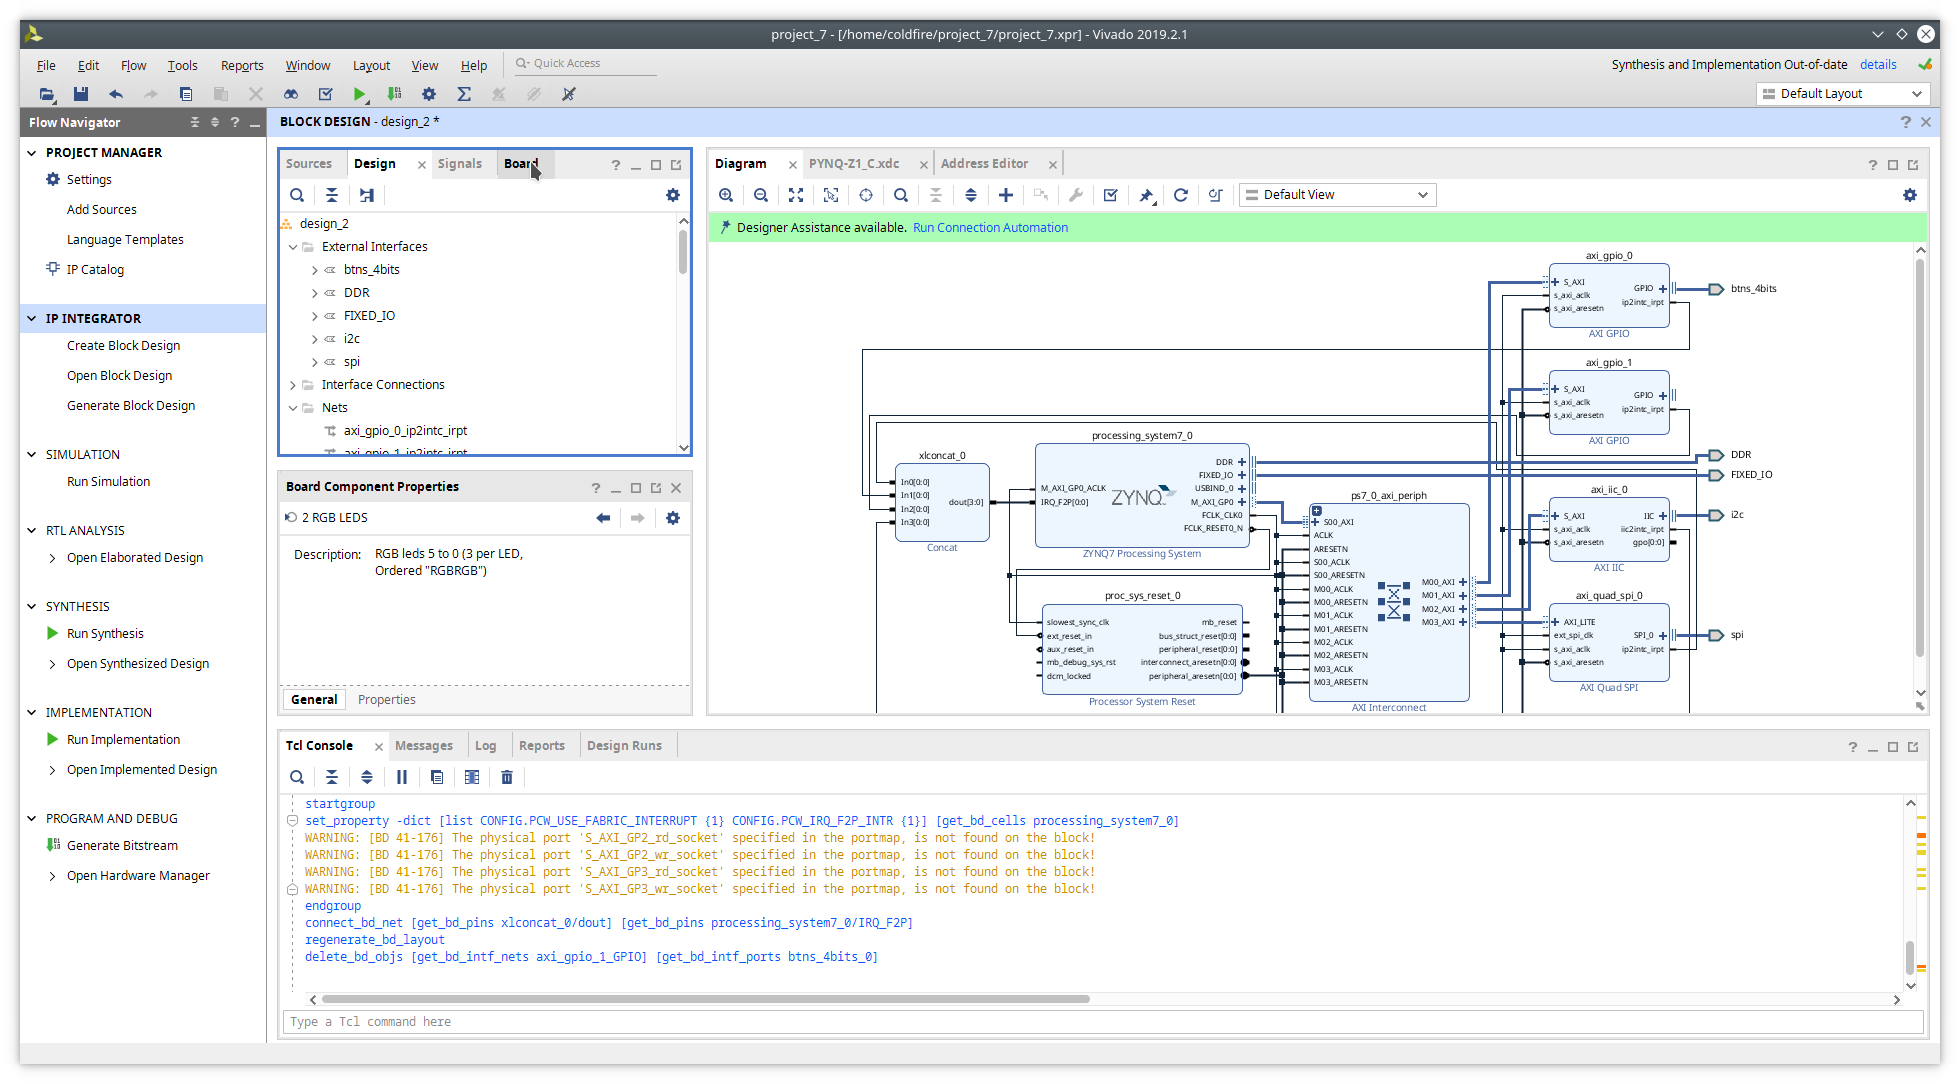 project_7 - [/home/coldfire/project_7/project_7.xpr] - Vivado 2019.2.1
File Edit Flow Tools Reports Window Layout View Help Quick Access
Synthesis and Implementation Out-of-date details
Default Layout
Flow Navigator
PROJECT MANAGER
Settings
Add Sources
Language Templates
IP Catalog
IP INTEGRATOR
Create Block Design
Open Block Design
Generate Block Design
SIMULATION
Run Simulation
RTL ANALYSIS
Open Elaborated Design
SYNTHESIS
Run Synthesis
Open Synthesized Design
IMPLEMENTATION
Run Implementation
Open Implemented Design
PROGRAM AND DEBUG
Generate Bitstream
Open Hardware Manager
BLOCK DESIGN - design_2 *
Sources Design Signals Board
design_2
External Interfaces
btns_4bits
DDR
FIXED_IO
i2c
spi
Interface Connections
Nets
axi_gpio_0_ip2intc_irpt
axi_gpio_1_ip2intc_irpt
Board Component Properties
2 RGB LEDS
Description: RGB leds 5 to 0 (3 per LED,
Ordered "RGBRGB")
General Properties
Diagram PYNQ-Z1_C.xdc Address Editor
Default View
Designer Assistance available. Run Connection Automation
axi_gpio_0
S_AXI
s_axi_aclk
s_axi_aresetn
GPIO
ip2intc_irpt
AXI GPIO
btns_4bits
axi_gpio_1
S_AXI
s_axi_aclk
s_axi_aresetn
GPIO
ip2intc_irpt
AXI GPIO
DDR
FIXED_IO
xlconcat_0
In0[0:0]
In1[0:0]
In2[0:0]
In3[0:0]
dout[3:0]
Concat
processing_system7_0
M_AXI_GP0_ACLK
IRQ_F2P[0:0]
ZYNQ
DDR
FIXED_IO
USBIND_0
M_AXI_GP0
FCLK_CLK0
FCLK_RESET0_N
ZYNQ7 Processing System
proc_sys_reset_0
slowest_sync_clk
ext_reset_in
aux_reset_in
mb_debug_sys_rst
dcm_locked
mb_reset
bus_struct_reset[0:0]
peripheral_reset[0:0]
interconnect_aresetn[0:0]
peripheral_aresetn[0:0]
Processor System Reset
ps7_0_axi_periph
S00_AXI
ACLK
ARESETN
S00_ACLK
S00_ARESETN
M00_ACLK
M00_ARESETN
M01_ACLK
M01_ARESETN
M02_ACLK
M02_ARESETN
M03_ACLK
M03_ARESETN
M00_AXI
M01_AXI
M02_AXI
M03_AXI
AXI Interconnect
axi_iic_0
S_AXI
s_axi_aclk
s_axi_aresetn
IIC
iic2intc_irpt
gpo[0:0]
AXI IIC
i2c
axi_quad_spi_0
AXI_LITE
ext_spi_clk
s_axi_aclk
s_axi_aresetn
SPI_0
ip2intc_irpt
AXI Quad SPI
spi
Tcl Console Messages Log Reports Design Runs
startgroup
set_property -dict [list CONFIG.PCW_USE_FABRIC_INTERRUPT {1} CONFIG.PCW_IRQ_F2P_INTR {1}] [get_bd_cells processing_system7_0]
WARNING: [BD 41-176] The physical port 'S_AXI_GP2_rd_socket' specified in the portmap, is not found on the block!
WARNING: [BD 41-176] The physical port 'S_AXI_GP2_wr_socket' specified in the portmap, is not found on the block!
WARNING: [BD 41-176] The physical port 'S_AXI_GP3_rd_socket' specified in the portmap, is not found on the block!
WARNING: [BD 41-176] The physical port 'S_AXI_GP3_wr_socket' specified in the portmap, is not found on the block!
endgroup
connect_bd_net [get_bd_pins xlconcat_0/dout] [get_bd_pins processing_system7_0/IRQ_F2P]
regenerate_bd_layout
delete_bd_objs [get_bd_intf_nets axi_gpio_1_GPIO] [get_bd_intf_ports btns_4bits_0]
Type a Tcl command here